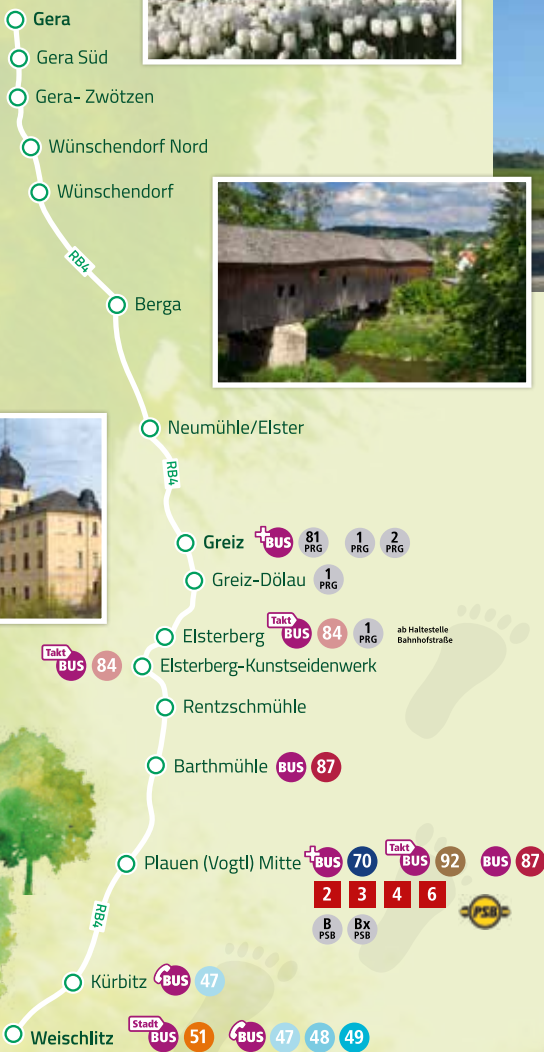 Gera
Gera Süd
Gera- Zwötzen
Wünschendorf Nord
Wünschendorf
RB4
Berga
Neumühle/Elster
RB4
Greiz +BUS 81 PRG 1 PRG 2 PRG
Greiz-Dölau 1 PRG
Elsterberg Takt BUS 84 1 PRG ab Haltestelle Bahnhofstraße
Takt BUS 84 Elsterberg-Kunstseidenwerk
Rentzschmühle
Barthmühle BUS 87
Plauen (Vogtl) Mitte +BUS 70 Takt BUS 92 BUS 87
2 3 4 6
PSB
B PSB Bx PSB
RB4
Kürbitz BUS 47
Weischlitz Stadt BUS 51 BUS 47 48 49